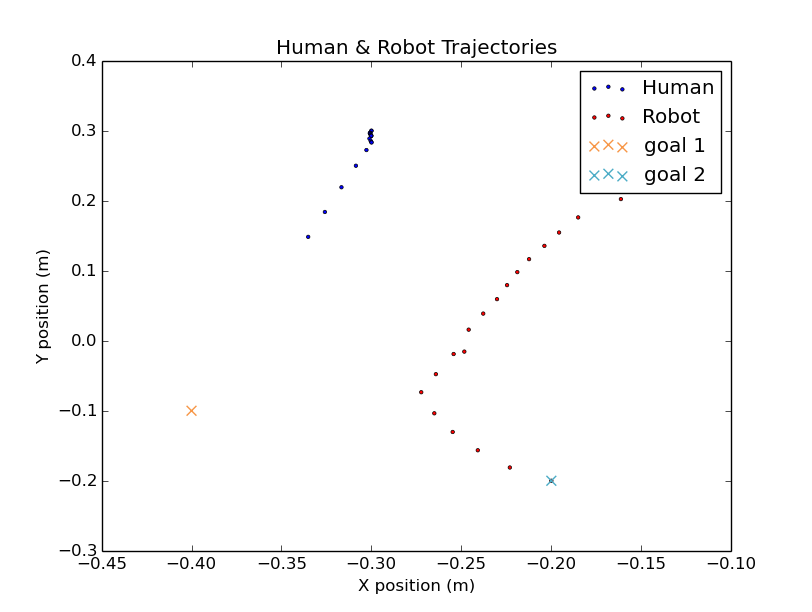 Human & Robot Trajectories
Human
Robot
goal 1
goal 2
Y position (m)
0.4
0.3
0.2
0.1
0.0
−0.1
−0.2
−0.3
−0.45 −0.40 −0.35 −0.30 −0.25 −0.20 −0.15 −0.10
X position (m)